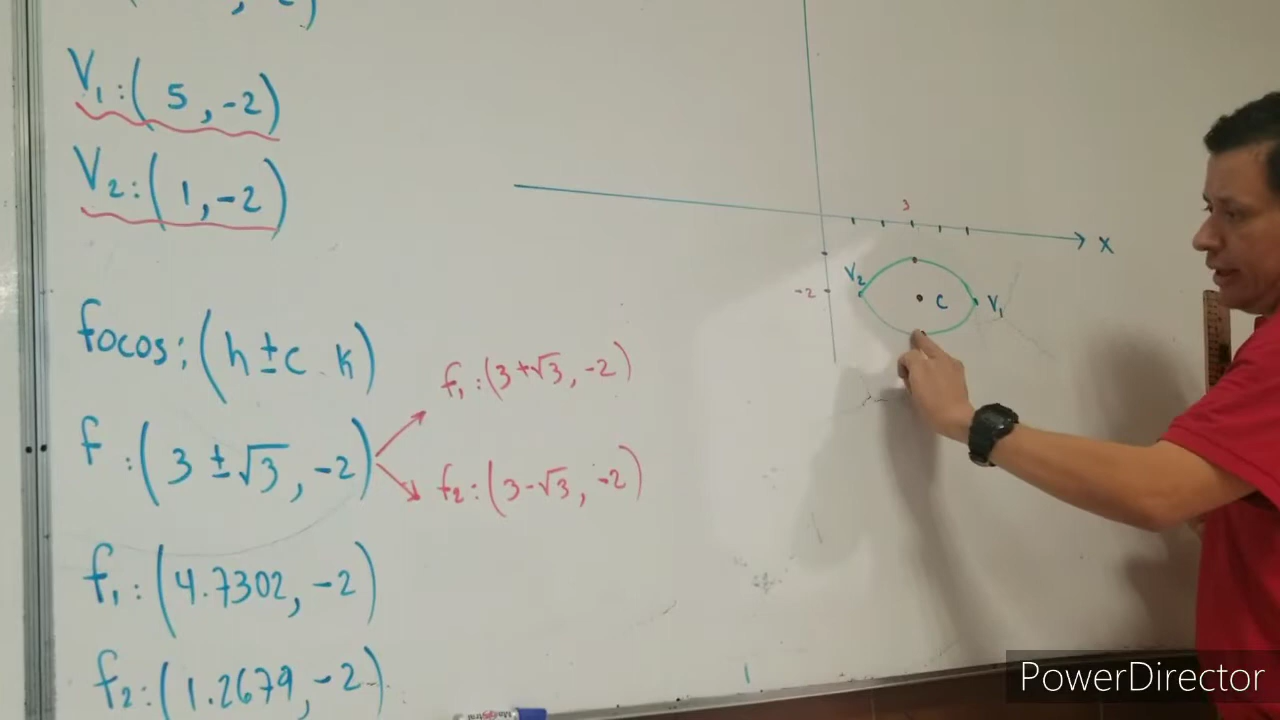 V₁:(5,-2)
V₂:(1,-2)
focos:(h±c k)
f:(3±√3,-2)
f₁:(3+√3,-2)
f₂:(3-√3,-2)
f₁:(4.7302,-2)
f₂:(1.2679,-2)
3
X
-2
V₂
C
V₁
PowerDirector